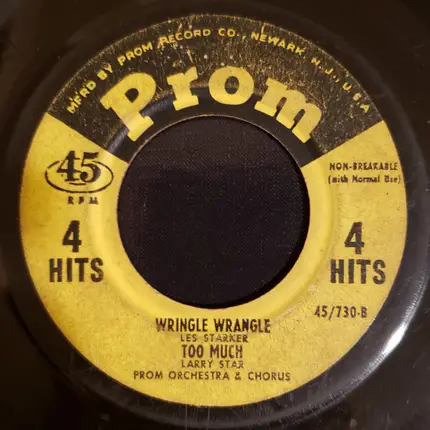 MFRD BY PROM RECORD CO., NEWARK, N.J., U.S.A
Prom
45
RPM
NON-BREAKABLE
(with Normal Use)
4
HITS
4
HITS
45/730-B
WRINGLE WRANGLE
LES STARKER
TOO MUCH
LARRY STAR
PROM ORCHESTRA & CHORUS